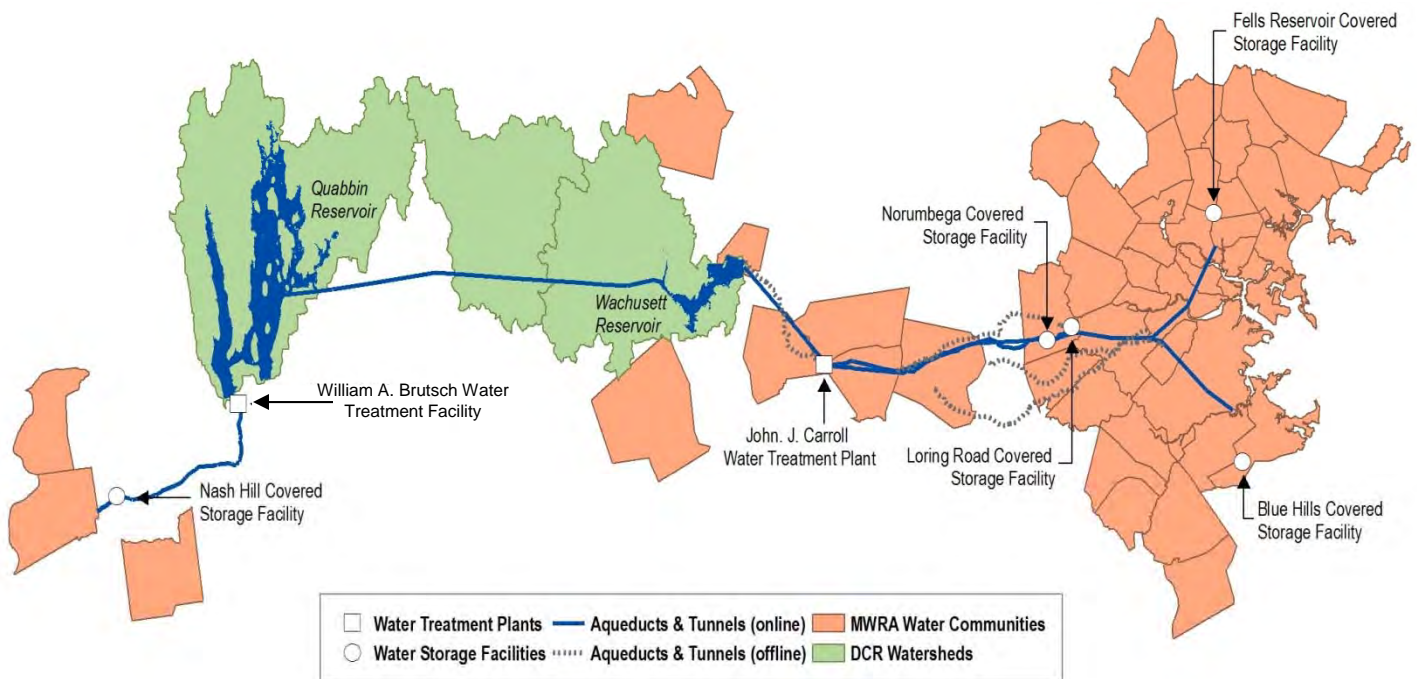 Fells Reservoir Covered
Storage Facility
Quabbin
Reservoir
Norumbega Covered
Storage Facility
Wachusett
Reservoir
William A. Brutsch Water
Treatment Facility
John. J. Carroll
Water Treatment Plant
Loring Road Covered
Storage Facility
Nash Hill Covered
Storage Facility
Blue Hills Covered
Storage Facility
Water Treatment Plants
Aqueducts & Tunnels (online)
MWRA Water Communities
Water Storage Facilities
Aqueducts & Tunnels (offline)
DCR Watersheds